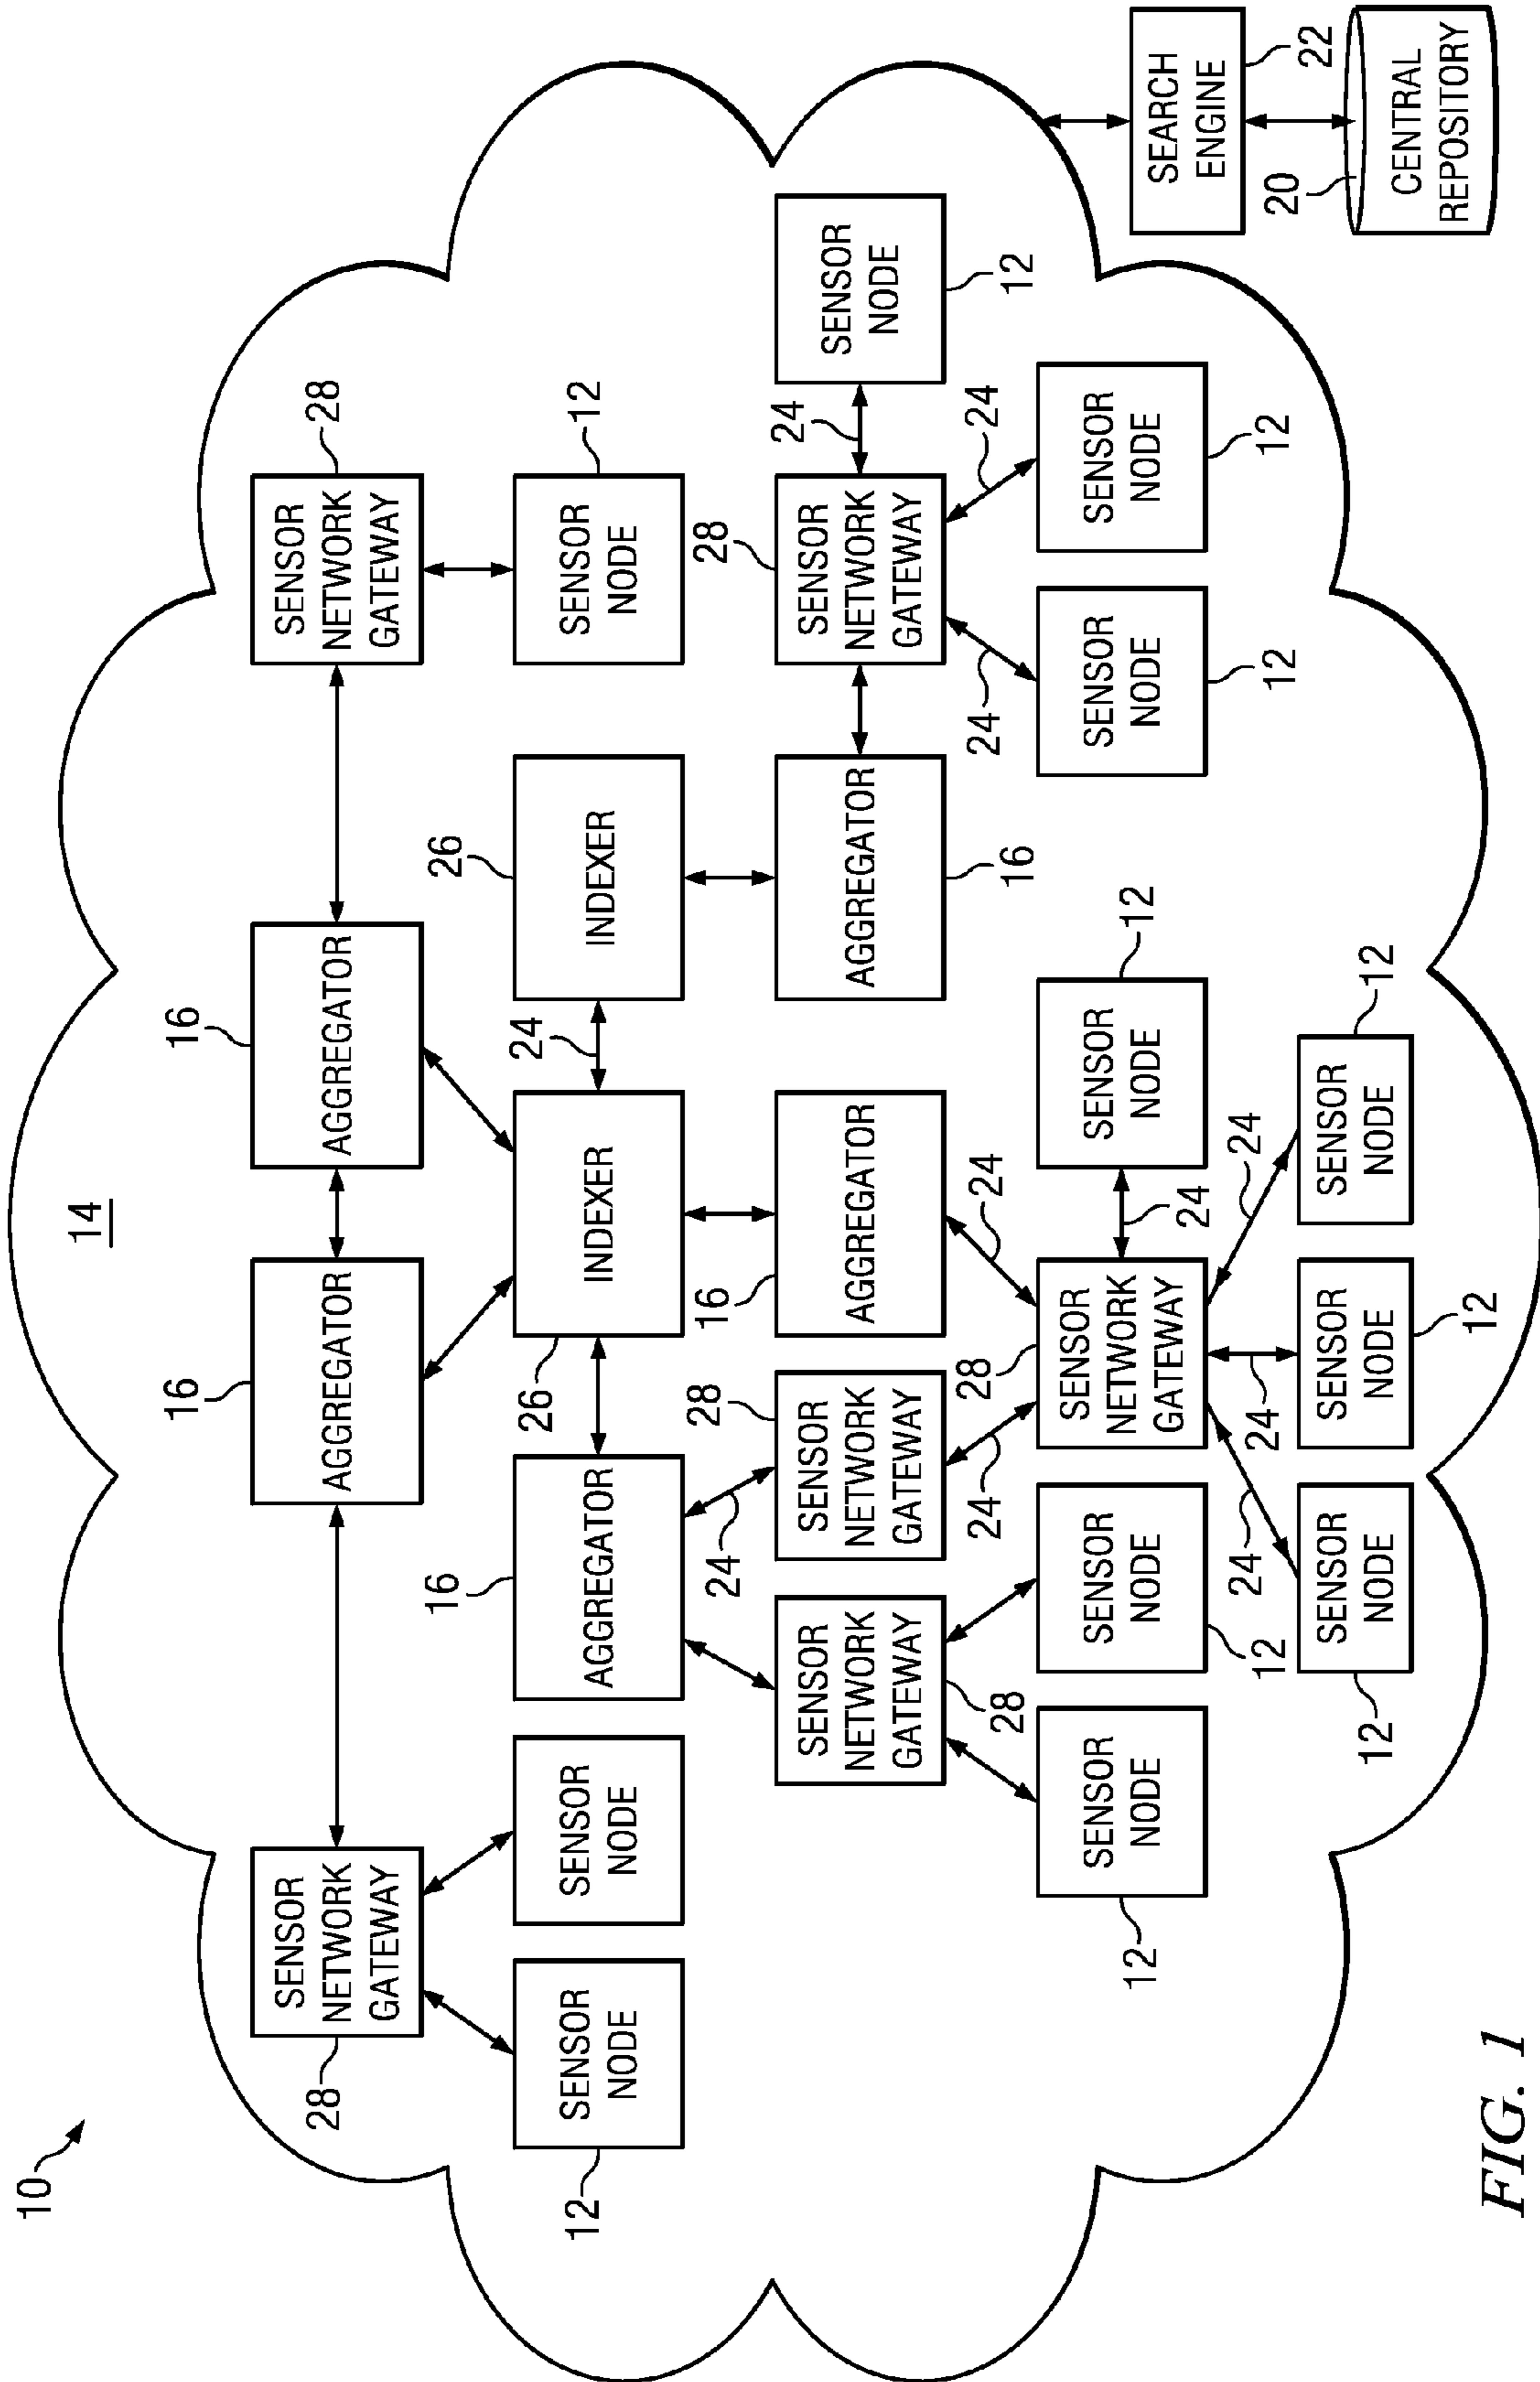 10
14
16
16
28
SENSOR
NETWORK
GATEWAY
AGGREGATOR
AGGREGATOR
SENSOR
NETWORK
GATEWAY
28
16
26
24
26
12
SENSOR
NODE
SENSOR
NODE
AGGREGATOR
INDEXER
INDEXER
SENSOR
NODE
12
24
28
16
28
24
SENSOR
NETWORK
GATEWAY
SENSOR
NETWORK
GATEWAY
AGGREGATOR
AGGREGATOR
SENSOR
NETWORK
GATEWAY
SENSOR
NODE
28
24
28
24
16
24
24
12
12
SENSOR
NODE
SENSOR
NODE
SENSOR
NETWORK
GATEWAY
SENSOR
NODE
12
SENSOR
NODE
SENSOR
NODE
SEARCH
ENGINE
24
12
24
24
24
12
12
20
22
12
SENSOR
NODE
SENSOR
NODE
SENSOR
NODE
12
CENTRAL
REPOSITORY
12
FIG. 1